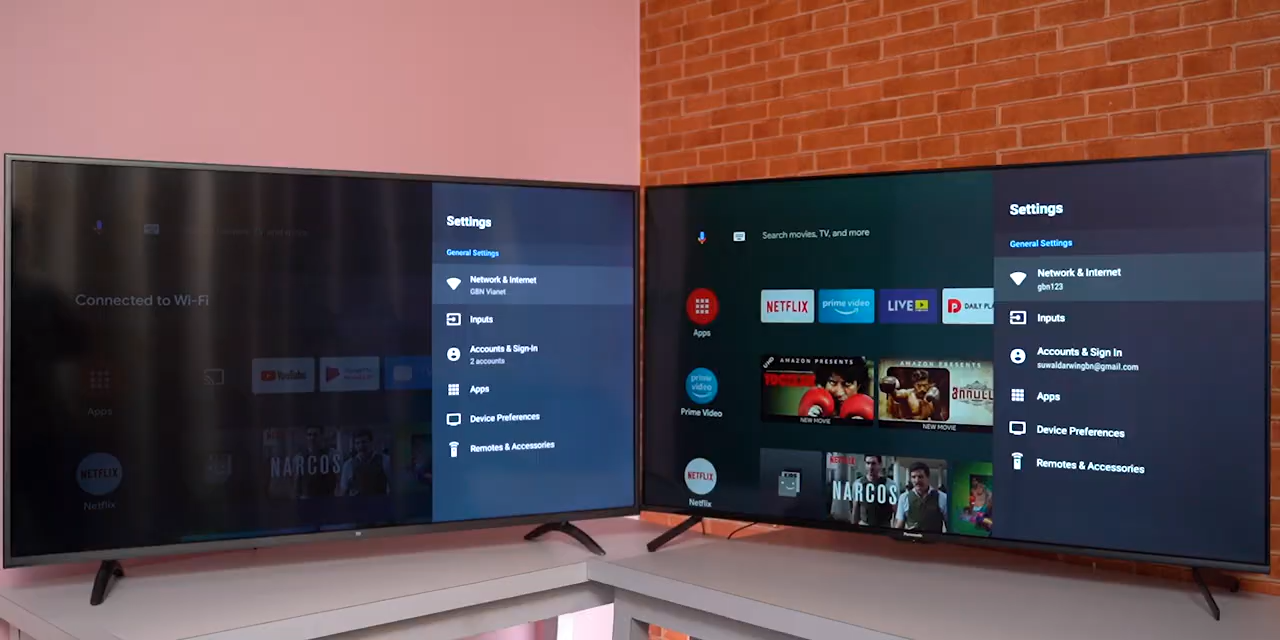 Settings
General Settings
Network & Internet
GBN Vianet
Inputs
Accounts & Sign-In
2 accounts
Apps
Device Preferences
Remotes & Accessories
Connected to Wi-Fi
YouTube
Apps
NETFLIX
Netflix
NARCOS
Search movies, TV, and more
Apps
NETFLIX
prime video
LIVE
DAILY
prime
video
Prime Video
AMAZON PRESENTS
NEW MOVIE
AMAZON PRESENTS
NEW MOVIE
NETFLIX
Netflix
KIDS
NETFLIX
NARCOS
Settings
General Settings
Network & Internet
gbn123
Inputs
Accounts & Sign In
suwaldarwingbn@gmail.com
Apps
Device Preferences
Remotes & Accessories
Panasonic